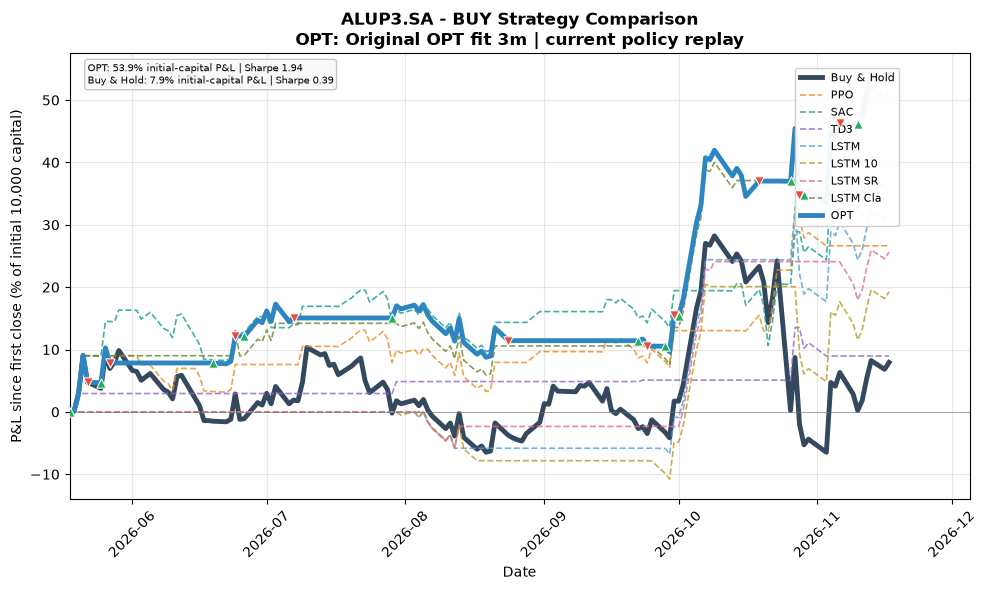 ALUP3.SA - BUY Strategy Comparison
OPT: Original OPT fit 3m | current policy replay
OPT: 53.9% initial-capital P&L | Sharpe 1.94
Buy & Hold: 7.9% initial-capital P&L | Sharpe 0.39
Buy & Hold
PPO
SAC
TD3
LSTM
LSTM 10
LSTM SR
LSTM Cla
OPT
P&L since first close (% of initial 10,000 capital)
50
40
30
20
10
0
−10
2026-06
2026-07
2026-08
2026-09
2026-10
2026-11
2026-12
Date